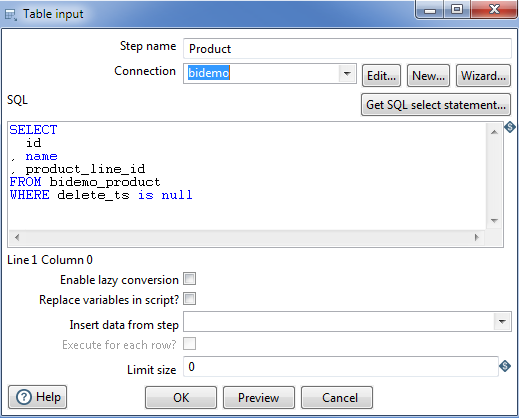 Table input
Step name Product
Connection bidemo Edit... New... Wizard...
SQL Get SQL select statement...
SELECT
id
, name
, product_line_id
FROM bidemo_product
WHERE delete_ts is null
Line 1 Column 0
Enable lazy conversion
Replace variables in script?
Insert data from step
Execute for each row?
Limit size 0
Help OK Preview Cancel